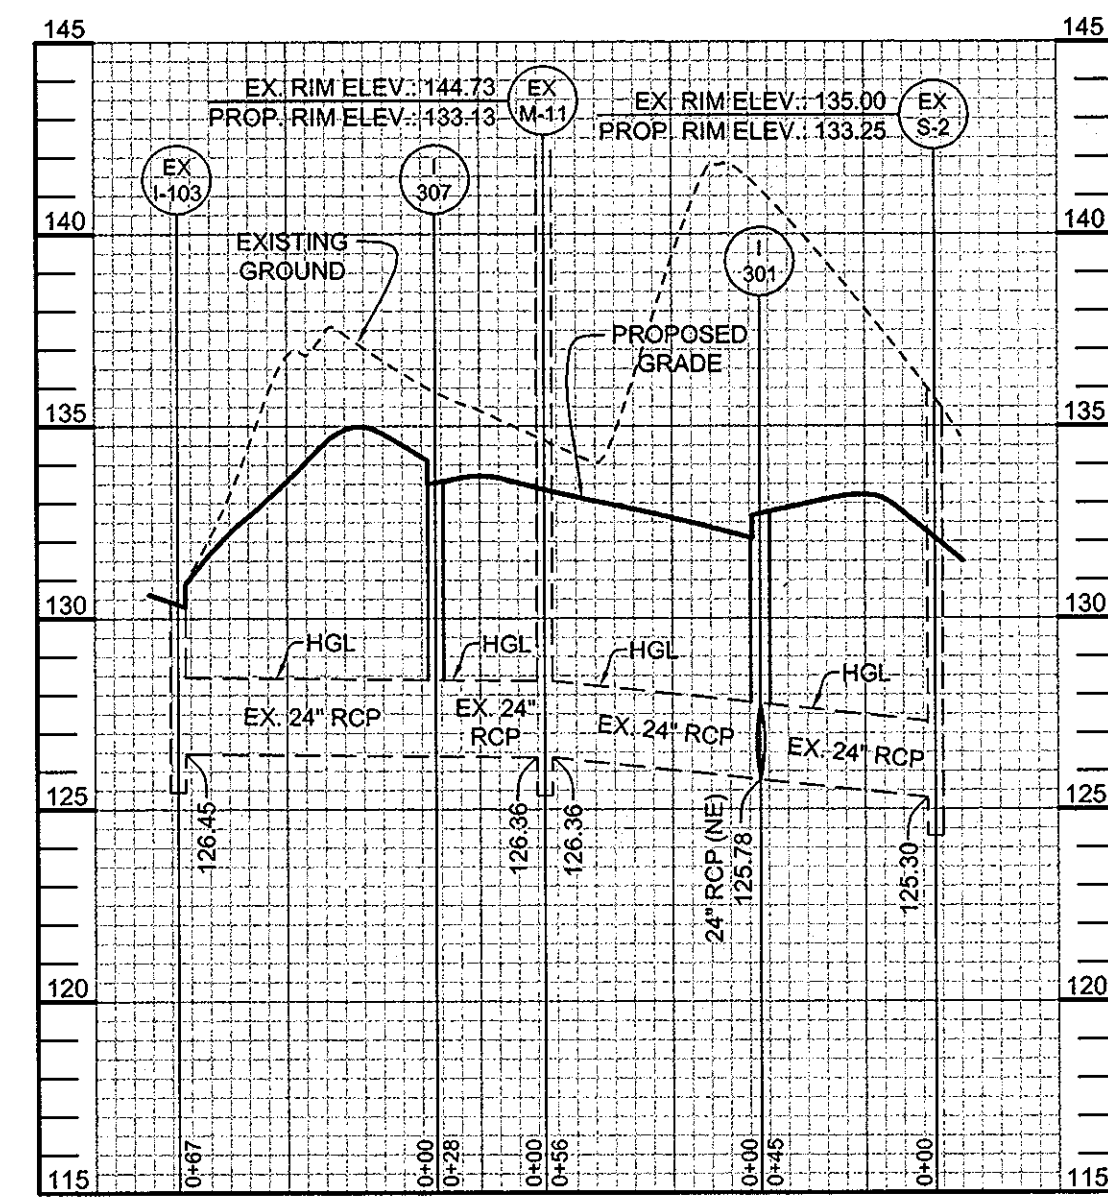 145
145
EX. RIM ELEV.: 144.73
PROP. RIM ELEV.: 133.13
EX
M-11
EX. RIM ELEV.: 135.00
PROP. RIM ELEV.: 133.25
EX
S-2
EX
I-103
I
307
140
140
EXISTING
GROUND
I
301
PROPOSED
GRADE
135
135
130
130
HGL
HGL
HGL
HGL
EX. 24" RCP
EX. 24"
RCP
EX. 24" RCP
EX. 24" RCP
125
125
126.45
126.36
126.36
24" RCP (NE)
125.78
125.30
120
120
0+67
0+00
0+28
0+00
0+56
0+00
0+45
0+00
115
115